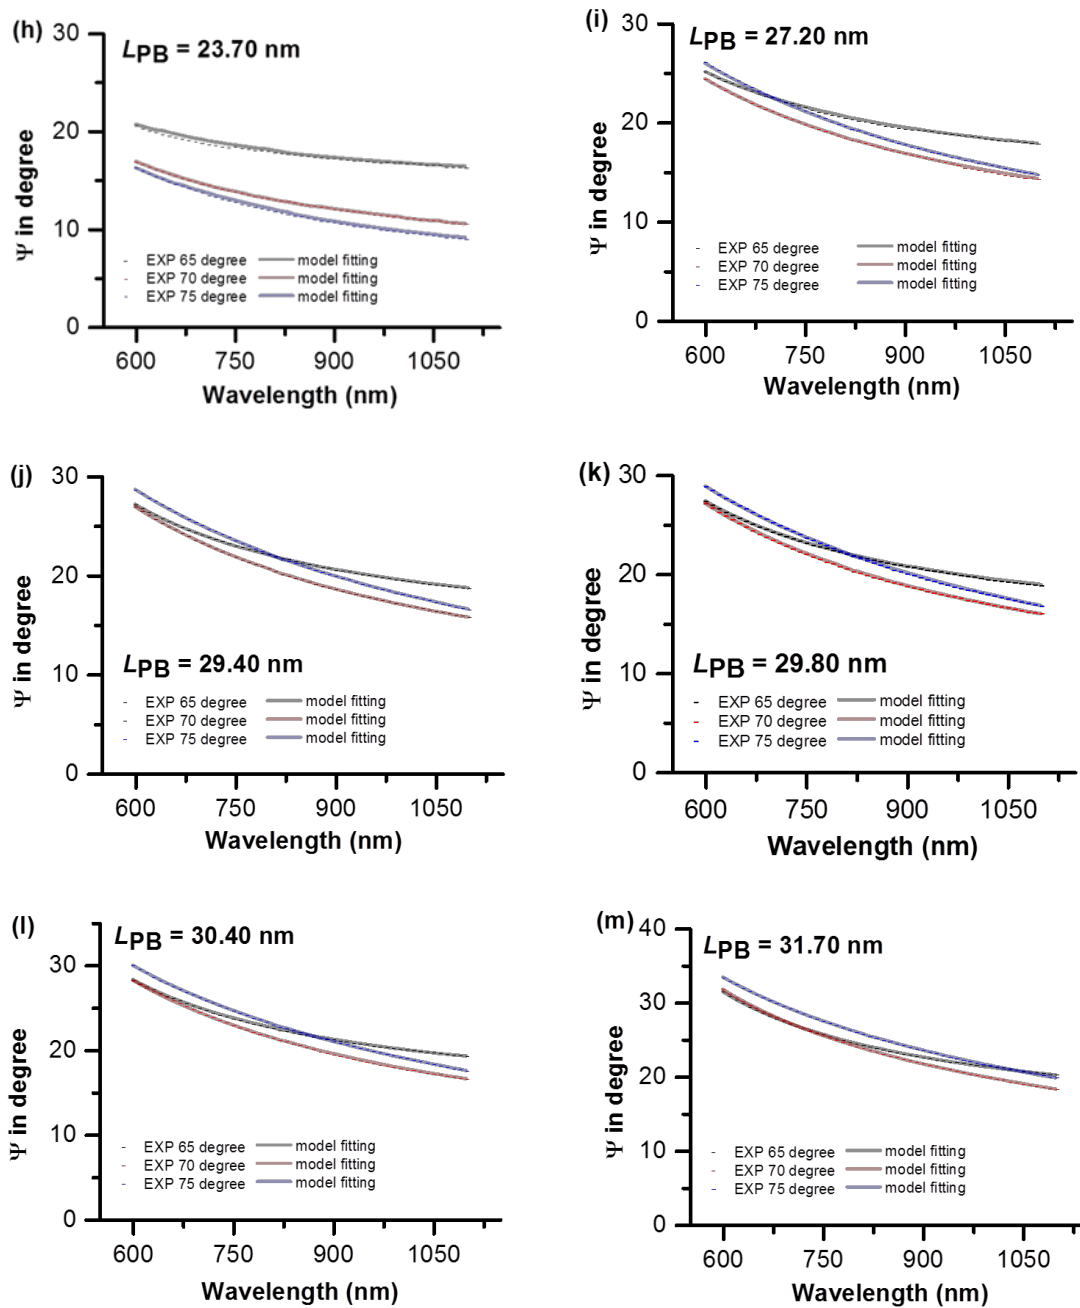 (h)
LPB = 23.70 nm
30
20
10
0
Ψ in degree
EXP 65 degree model fitting
EXP 70 degree model fitting
EXP 75 degree model fitting
600 750 900 1050
Wavelength (nm)
(i)
LPB = 27.20 nm
30
20
10
0
Ψ in degree
EXP 65 degree model fitting
EXP 70 degree model fitting
EXP 75 degree model fitting
600 750 900 1050
Wavelength (nm)
(j)
30
20
10
0
Ψ in degree
LPB = 29.40 nm
EXP 65 degree model fitting
EXP 70 degree model fitting
EXP 75 degree model fitting
600 750 900 1050
Wavelength (nm)
(k)
30
20
10
0
Ψ in degree
LPB = 29.80 nm
EXP 65 degree model fitting
EXP 70 degree model fitting
EXP 75 degree model fitting
600 750 900 1050
Wavelength (nm)
(l)
LPB = 30.40 nm
30
20
10
0
Ψ in degree
EXP 65 degree model fitting
EXP 70 degree model fitting
EXP 75 degree model fitting
600 750 900 1050
Wavelength (nm)
(m)
LPB = 31.70 nm
40
30
20
10
0
Ψ in degree
EXP 65 degree model fitting
EXP 70 degree model fitting
EXP 75 degree model fitting
600 750 900 1050
Wavelength (nm)